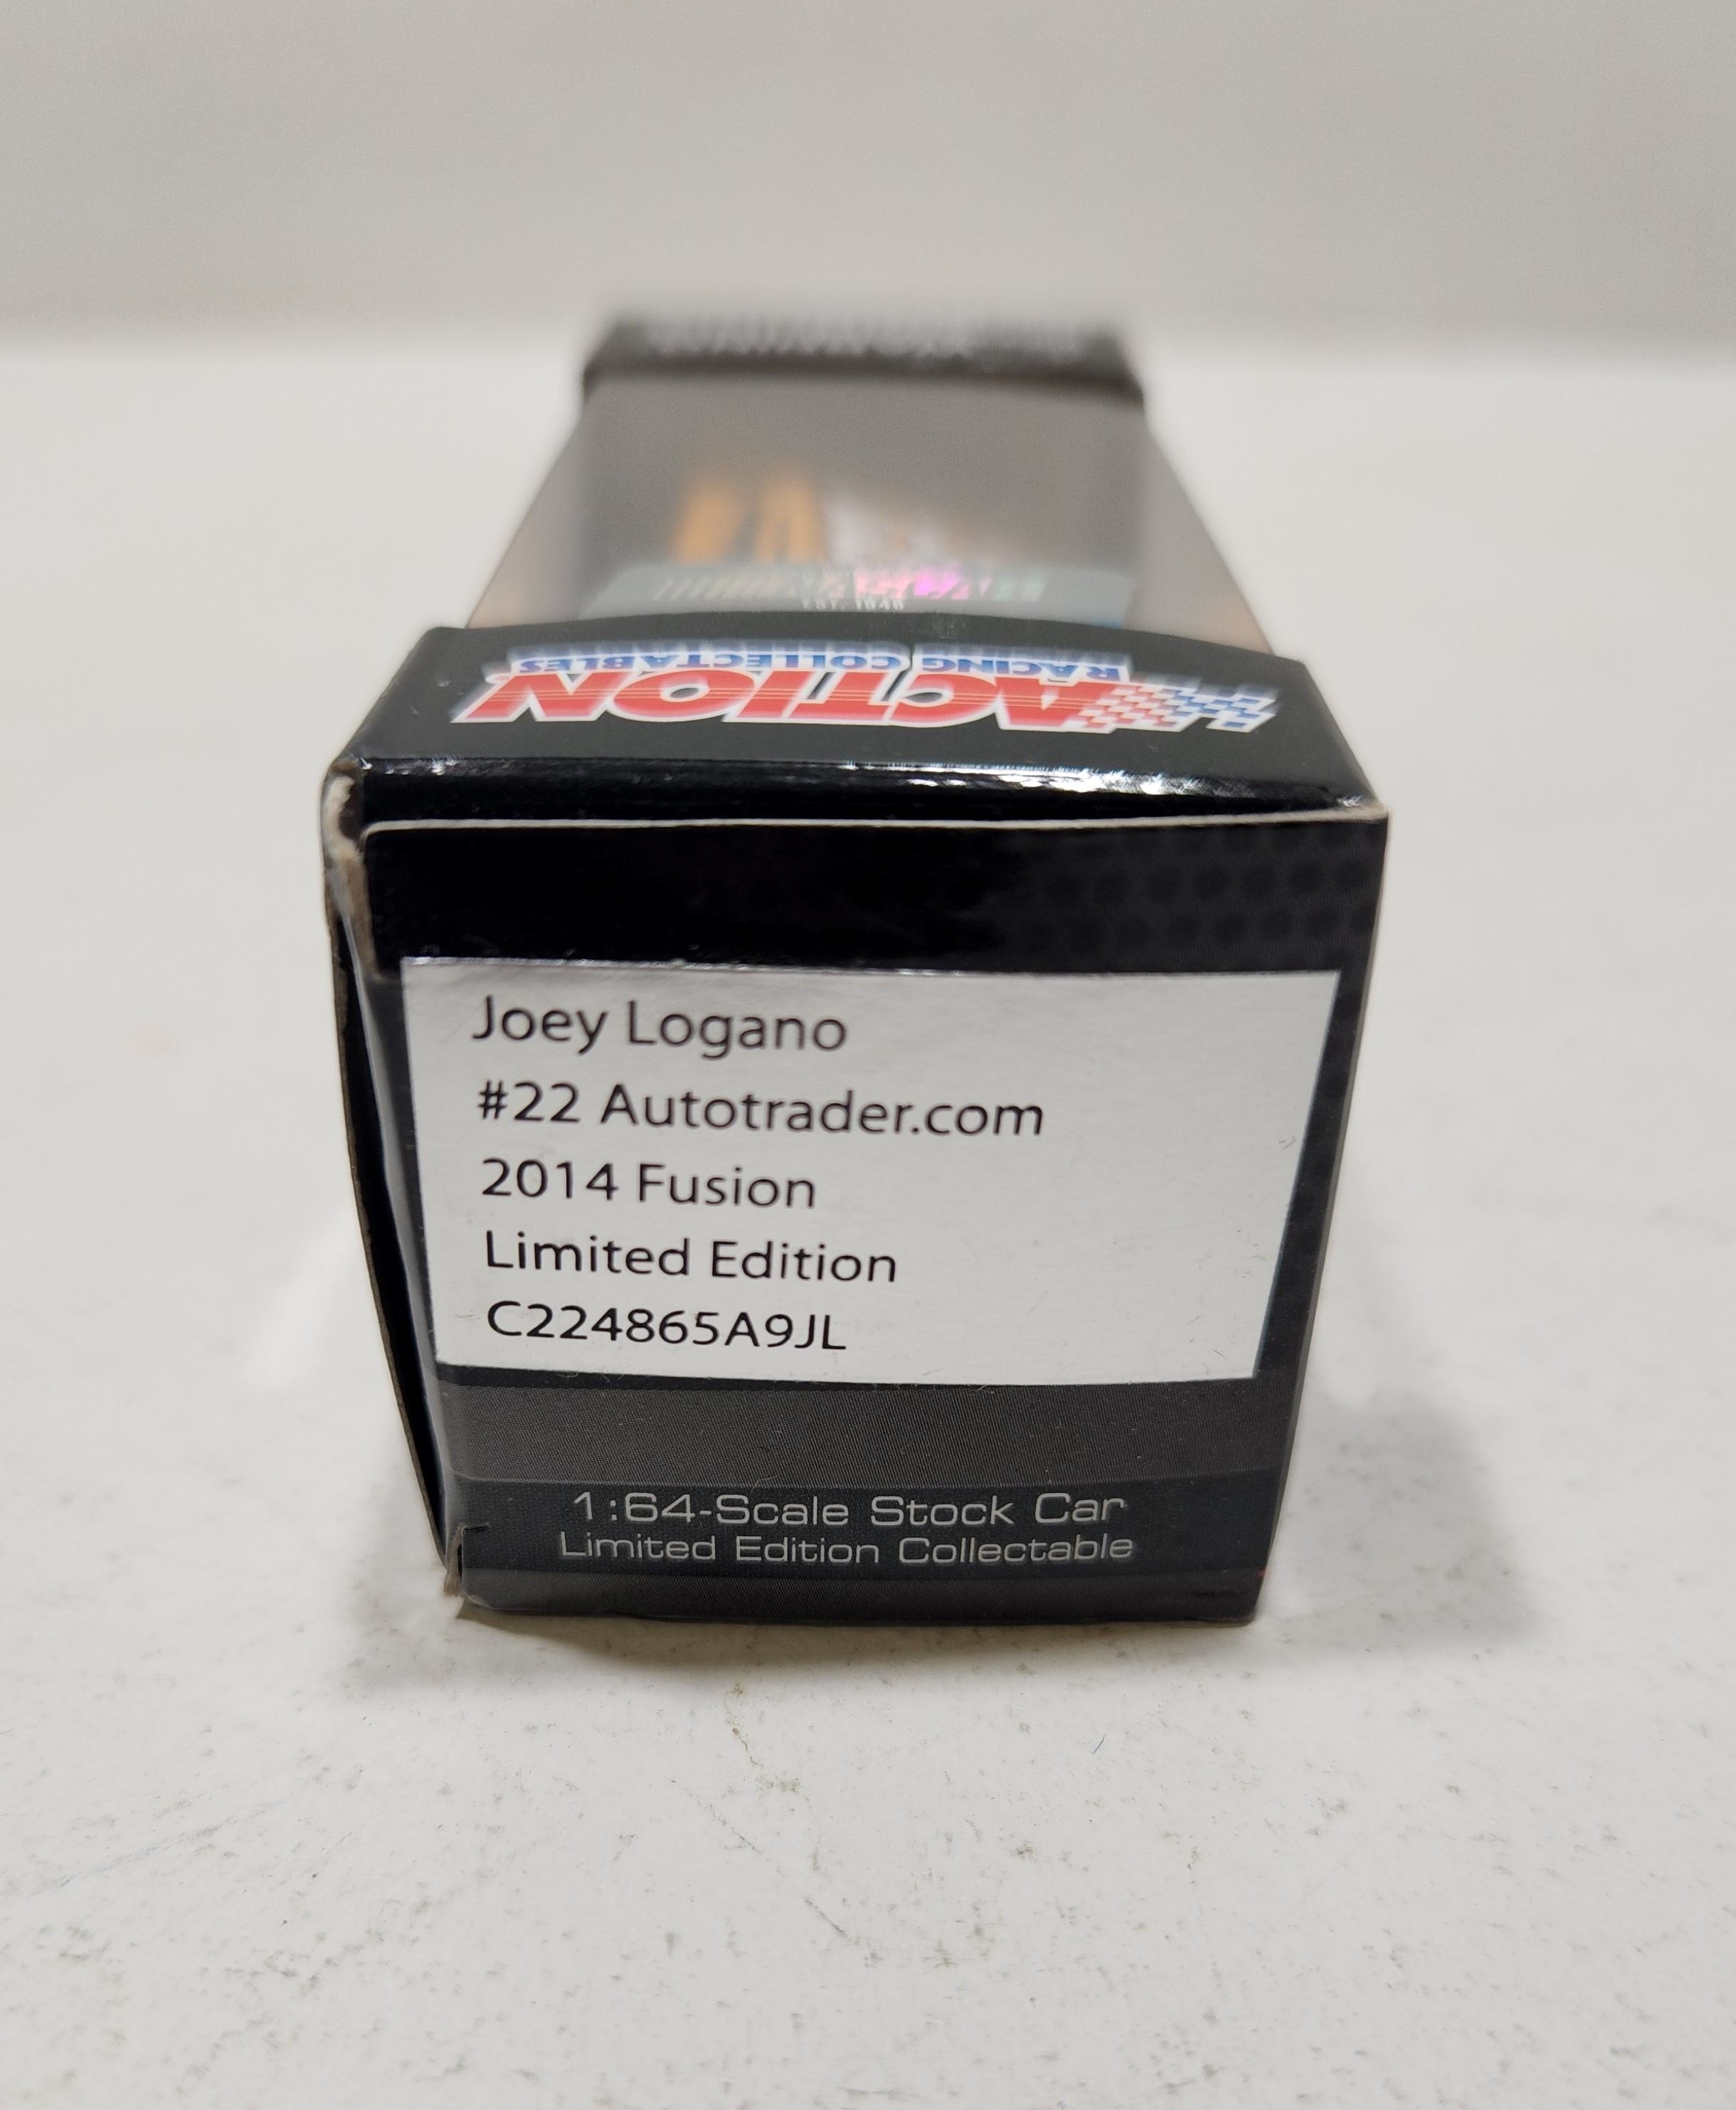 ACTION
RACING COLLECTABLES
Joey Logano
#22 Autotrader.com
2014 Fusion
Limited Edition
C224865A9JL
1:64-Scale Stock Car
Limited Edition Collectable